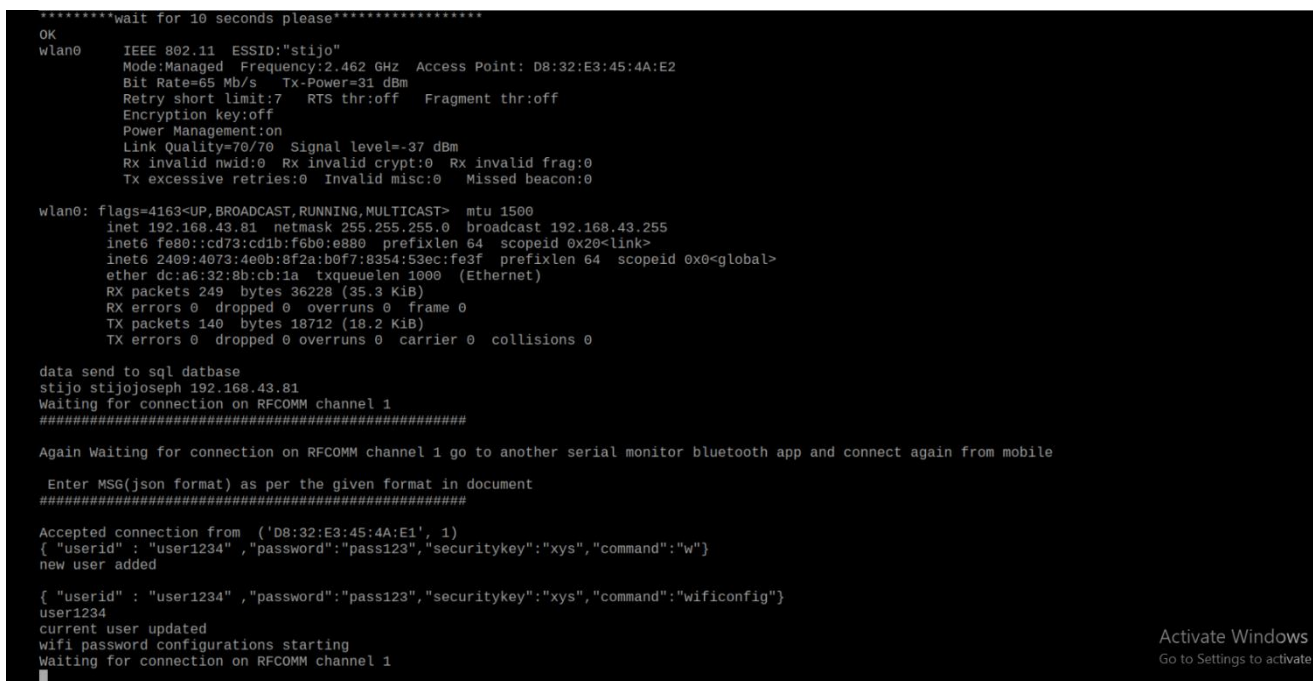 *********wait for 10 seconds please******************
OK
wlan0     IEEE 802.11  ESSID:"stijo"
          Mode:Managed  Frequency:2.462 GHz  Access Point: D8:32:E3:45:4A:E2
          Bit Rate=65 Mb/s   Tx-Power=31 dBm
          Retry short limit:7   RTS thr:off   Fragment thr:off
          Encryption key:off
          Power Management:on
          Link Quality=70/70  Signal level=-37 dBm
          Rx invalid nwid:0  Rx invalid crypt:0  Rx invalid frag:0
          Tx excessive retries:0  Invalid misc:0   Missed beacon:0

wlan0: flags=4163<UP,BROADCAST,RUNNING,MULTICAST>  mtu 1500
        inet 192.168.43.81  netmask 255.255.255.0  broadcast 192.168.43.255
        inet6 fe80::cd73:cd1b:f6b0:e880  prefixlen 64  scopeid 0x20<link>
        inet6 2409:4073:4e0b:8f2a:b0f7:8354:53ec:fe3f  prefixlen 64  scopeid 0x0<global>
        ether dc:a6:32:8b:cb:1a  txqueuelen 1000  (Ethernet)
        RX packets 249  bytes 36228 (35.3 KiB)
        RX errors 0  dropped 0  overruns 0  frame 0
        TX packets 140  bytes 18712 (18.2 KiB)
        TX errors 0  dropped 0 overruns 0  carrier 0  collisions 0

data send to sql datbase
stijo stijojoseph 192.168.43.81
Waiting for connection on RFCOMM channel 1
###################################################

Again Waiting for connection on RFCOMM channel 1 go to another serial monitor bluetooth app and connect again from mobile

 Enter MSG(json format) as per the given format in document
###################################################

Accepted connection from  ('D8:32:E3:45:4A:E1', 1)
{ "userid" : "user1234" ,"password":"pass123","securitykey":"xys","command":"w"}
new user added

{ "userid" : "user1234" ,"password":"pass123","securitykey":"xys","command":"wificonfig"}
user1234
current user updated
wifi password configurations starting
Waiting for connection on RFCOMM channel 1
Activate Windows
Go to Settings to activate